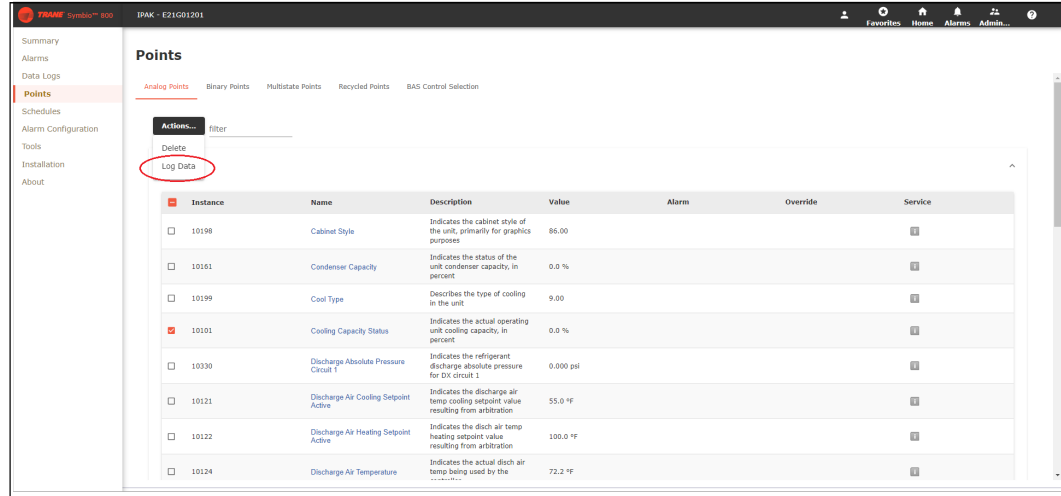 TRANE Symbio™ 800 IPAK - E21G01201 Favorites Home Alarms Admin...
Summary
Alarms
Data Logs
Points
Schedules
Alarm Configuration
Tools
Installation
About
Points
Analog Points Binary Points Multistate Points Recycled Points BAS Control Selection
Actions... filter
Delete
Log Data
Instance Name Description Value Alarm Override Service
10198 Cabinet Style Indicates the cabinet style of
the unit, primarily for graphics
purposes 86.00
10161 Condenser Capacity Indicates the status of the
unit condenser capacity, in
percent 0.0 %
10199 Cool Type Describes the type of cooling
in the unit 9.00
10101 Cooling Capacity Status Indicates the actual operating
unit cooling capacity, in
percent 0.0 %
10330 Discharge Absolute Pressure
Circuit 1 Indicates the refrigerant
discharge absolute pressure
for DX circuit 1 0.000 psi
10121 Discharge Air Cooling Setpoint
Active Indicates the discharge air
temp cooling setpoint value
resulting from arbitration 55.0 °F
10122 Discharge Air Heating Setpoint
Active Indicates the disch air temp
heating setpoint value
resulting from arbitration 100.0 °F
10124 Discharge Air Temperature Indicates the actual disch air
temp being used by the 72.2 °F